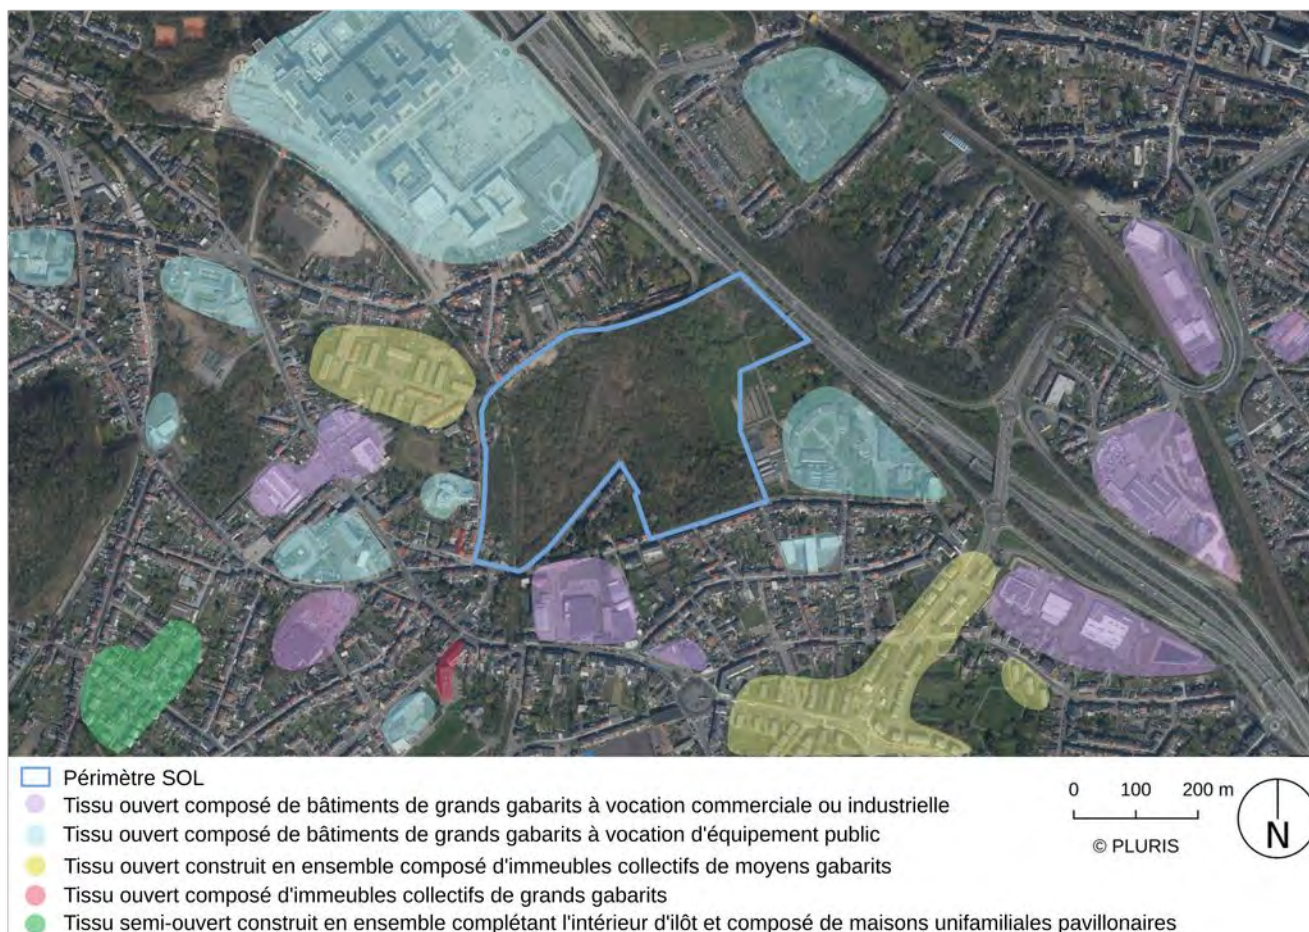 Périmètre SOL
Tissu ouvert composé de bâtiments de grands gabarits à vocation commerciale ou industrielle
Tissu ouvert composé de bâtiments de grands gabarits à vocation d'équipement public
Tissu ouvert construit en ensemble composé d'immeubles collectifs de moyens gabarits
Tissu ouvert composé d'immeubles collectifs de grands gabarits
Tissu semi-ouvert construit en ensemble complétant l'intérieur d'ilôt et composé de maisons unifamiliales pavillonaires
0 100 200 m
© PLURIS
N